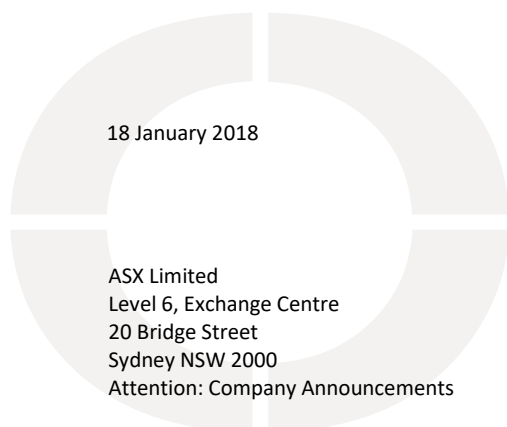 18 January 2018
ASX Limited
Level 6, Exchange Centre
20 Bridge Street
Sydney NSW 2000
Attention: Company Announcements